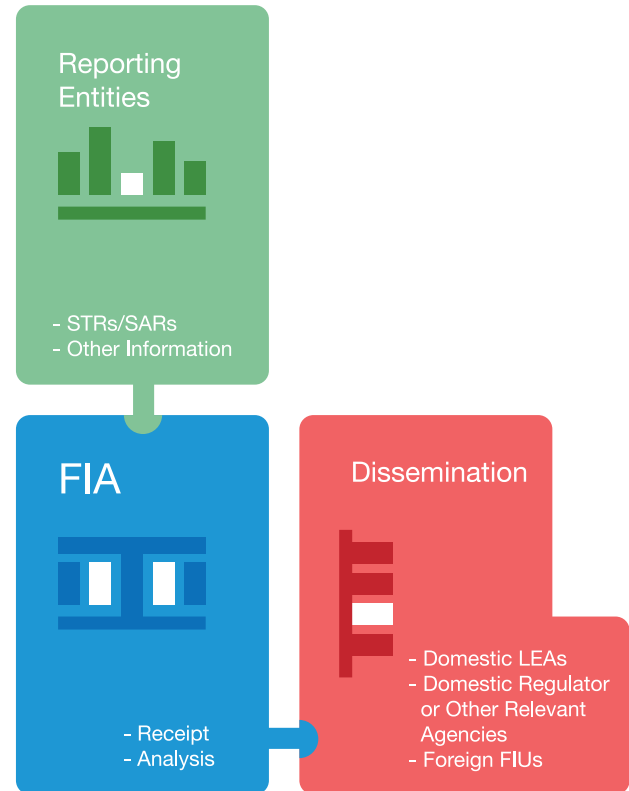 Reporting
Entities
- STRs/SARs
- Other Information
FIA
- Receipt
- Analysis
Dissemination
- Domestic LEAs
- Domestic Regulator
or Other Relevant
Agencies
- Foreign FIUs